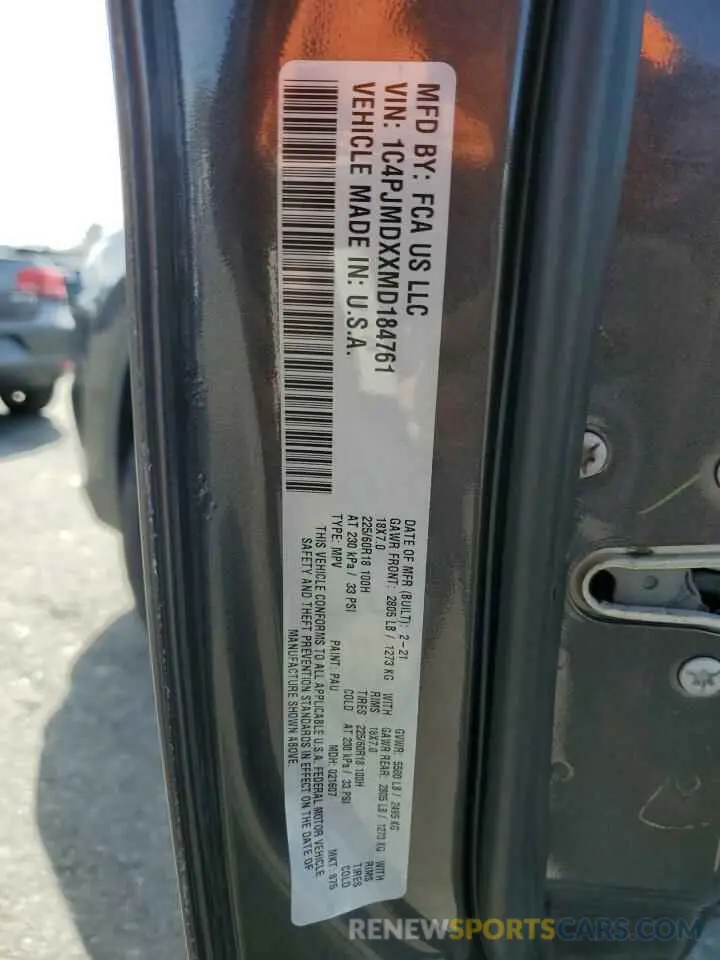 MFD BY: FCA US LLC
VIN: 1C4PJMDXXMD184761
VEHICLE MADE IN: U.S.A.
DATE OF MFR (BUILT): 2-21 GVWR: 5500 LB / 2495 KG
GAWR FRONT: 2805 LB / 1273 KG WITH GAWR REAR: 2805 LB / 1273 KG WITH
18X7.0 RIMS 18X7.0 RIMS
225/60R18 100H TIRES 225/60R18 100H TIRES
AT 230 kPa / 33 PSI COLD AT 230 kPa / 33 PSI COLD
TYPE: MPV PAINT: PAU MDH: 021607 MKT: 875
THIS VEHICLE CONFORMS TO ALL APPLICABLE U.S.A. FEDERAL MOTOR VEHICLE
SAFETY AND THEFT PREVENTION STANDARDS IN EFFECT ON THE DATE OF
MANUFACTURE SHOWN ABOVE.
RENEWSPORTSCARS.COM